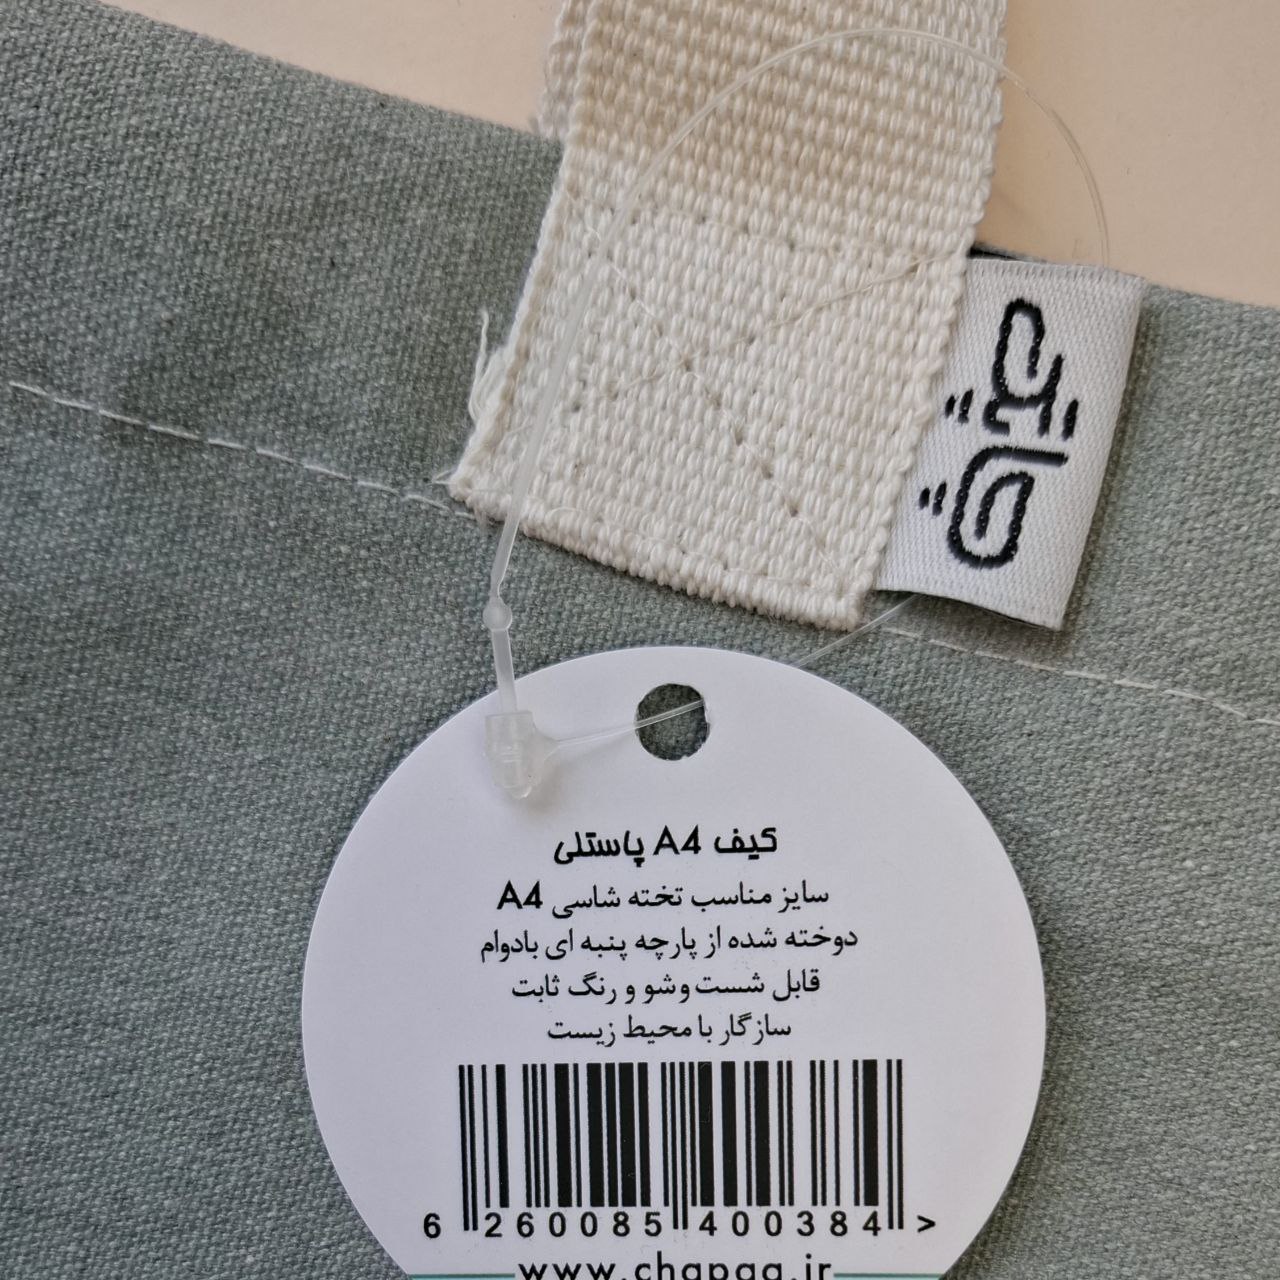 کیف A4 پاستلی
سایز مناسب تخته شاسی A4
دوخته شده از پارچه پنبه ای بادوام
قابل شست وشو و رنگ ثابت
سازگار با محیط زیست
6 260085 400384 >
www.chapaq.ir